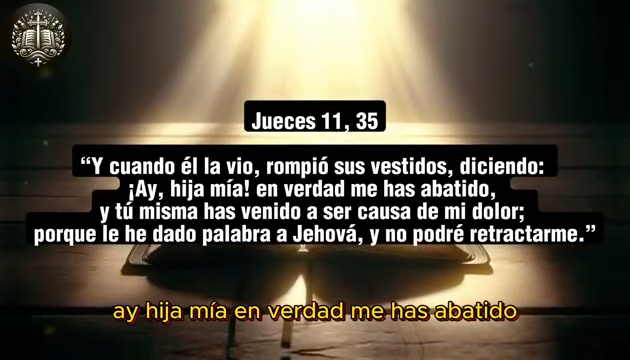 Jueces 11, 35
“Y cuando él la vio, rompió sus vestidos, diciendo:
¡Ay, hija mía! en verdad me has abatido,
y tú misma has venido a ser causa de mi dolor;
porque le he dado palabra a Jehová, y no podré retractarme.”
ay hija mía en verdad me has abatido